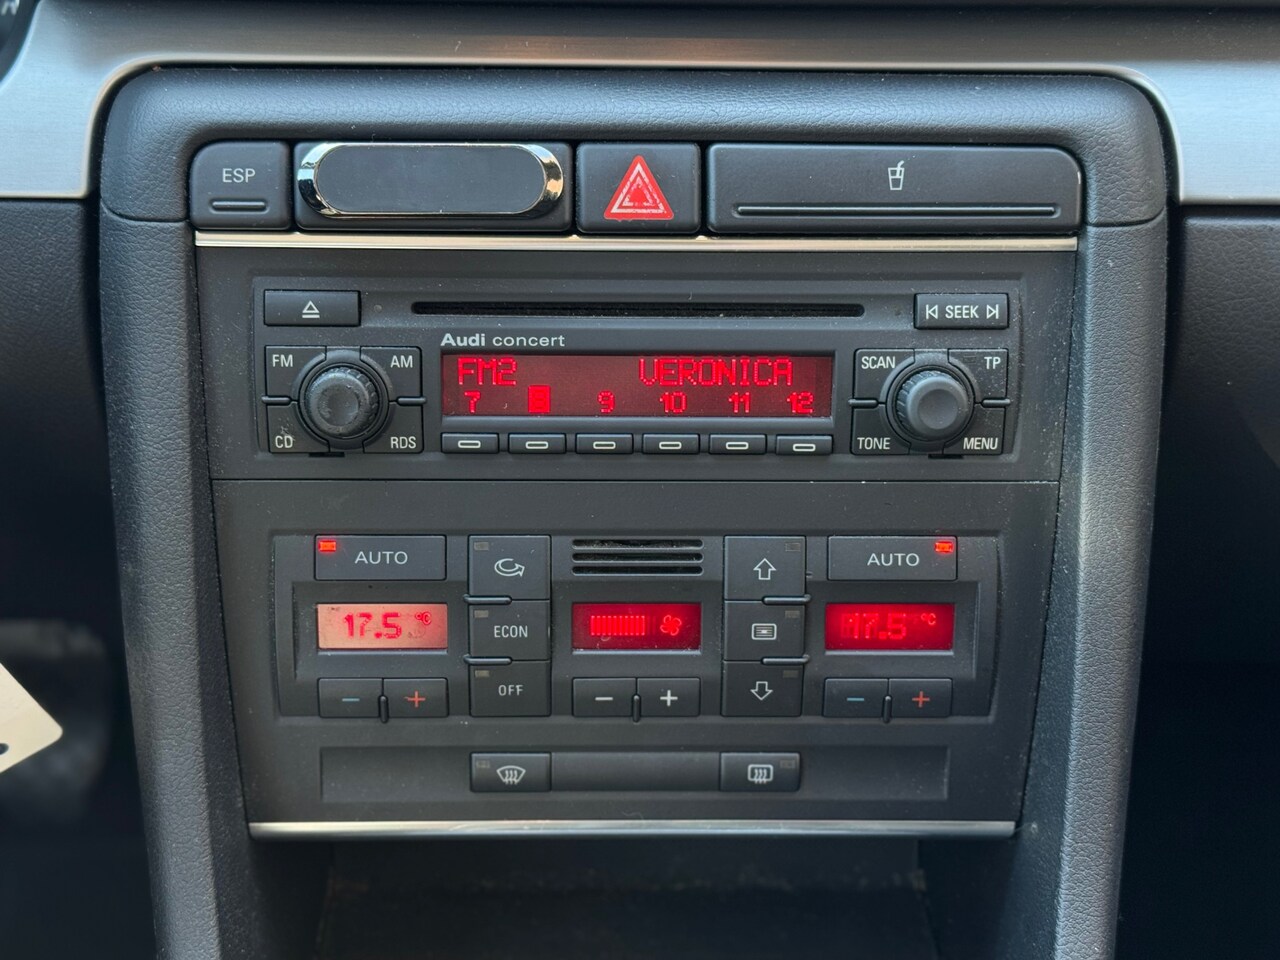 ESP
SEEK
Audi concert
FM
AM
CD
RDS
FM2 VERONICA
7 8 9 10 11 12
SCAN
TP
TONE
MENU
AUTO
AUTO
17.5 °C
ECON
17.5 °C
OFF
− +
− +
− +